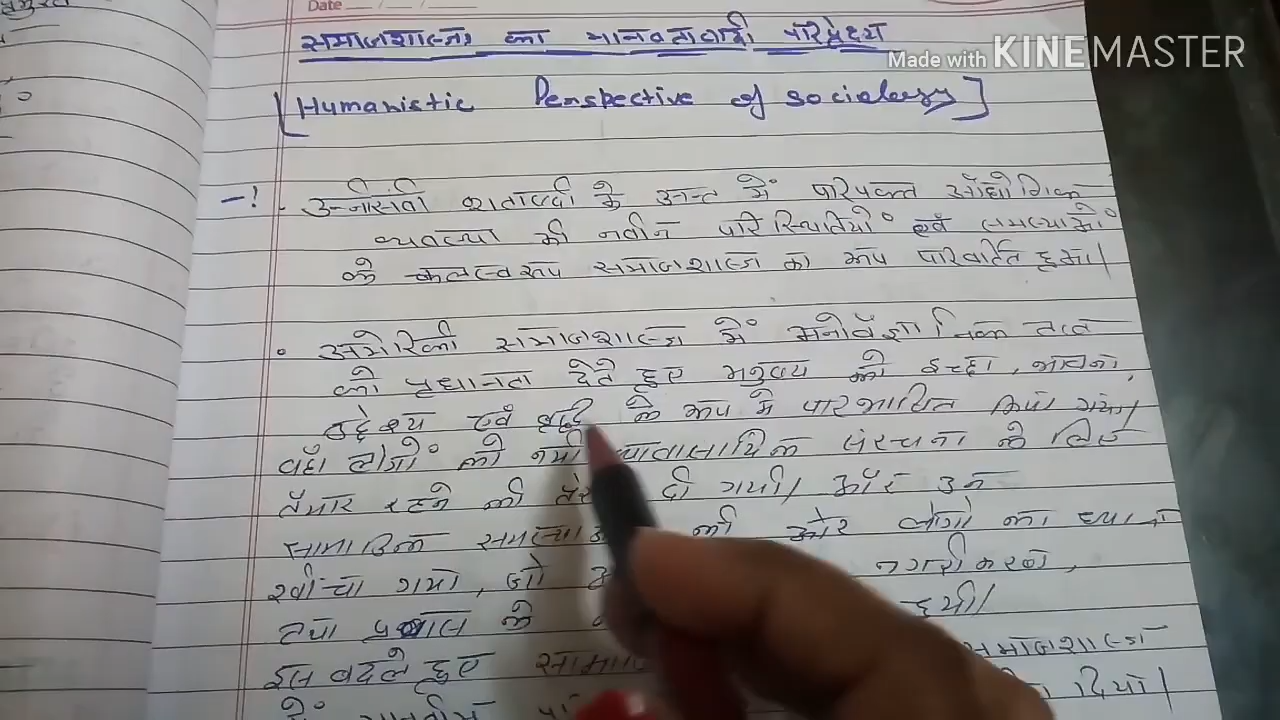 Date
समाजशास्त्र का मानवतावादी परिप्रेक्ष्य
Made with KINEMASTER
[Humanistic Perspective of Sociology]
-! उन्नीसवी शताब्दी के अन्त में परिपक्व औद्योगिक
व्यवस्था की नवीन परिस्थितियों एवं समस्याओं
के फलस्वरूप समाजशास्त्र का रूप परिवर्तित हुआ।
• अमेरिकी समाजशास्त्र में मनोवैज्ञानिक तत्व
को प्रधानता देते हुए मनुष्य की इच्छा, भावना,
उद्देश्य एवं बुद्धि के रूप में परिभाषित किया गया।
वहाँ लोगों को नयी व्यावसायिक संरचना के लिए
तैयार रहने की दी गयी। और उन
सामाजिक की ओर लोगों का ध्यान
खींचा गया, जो नगरीकरण,
तथा प्रवास के थी।
इस बदले हुए समाजशास्त्र
में मानवीय दिया।